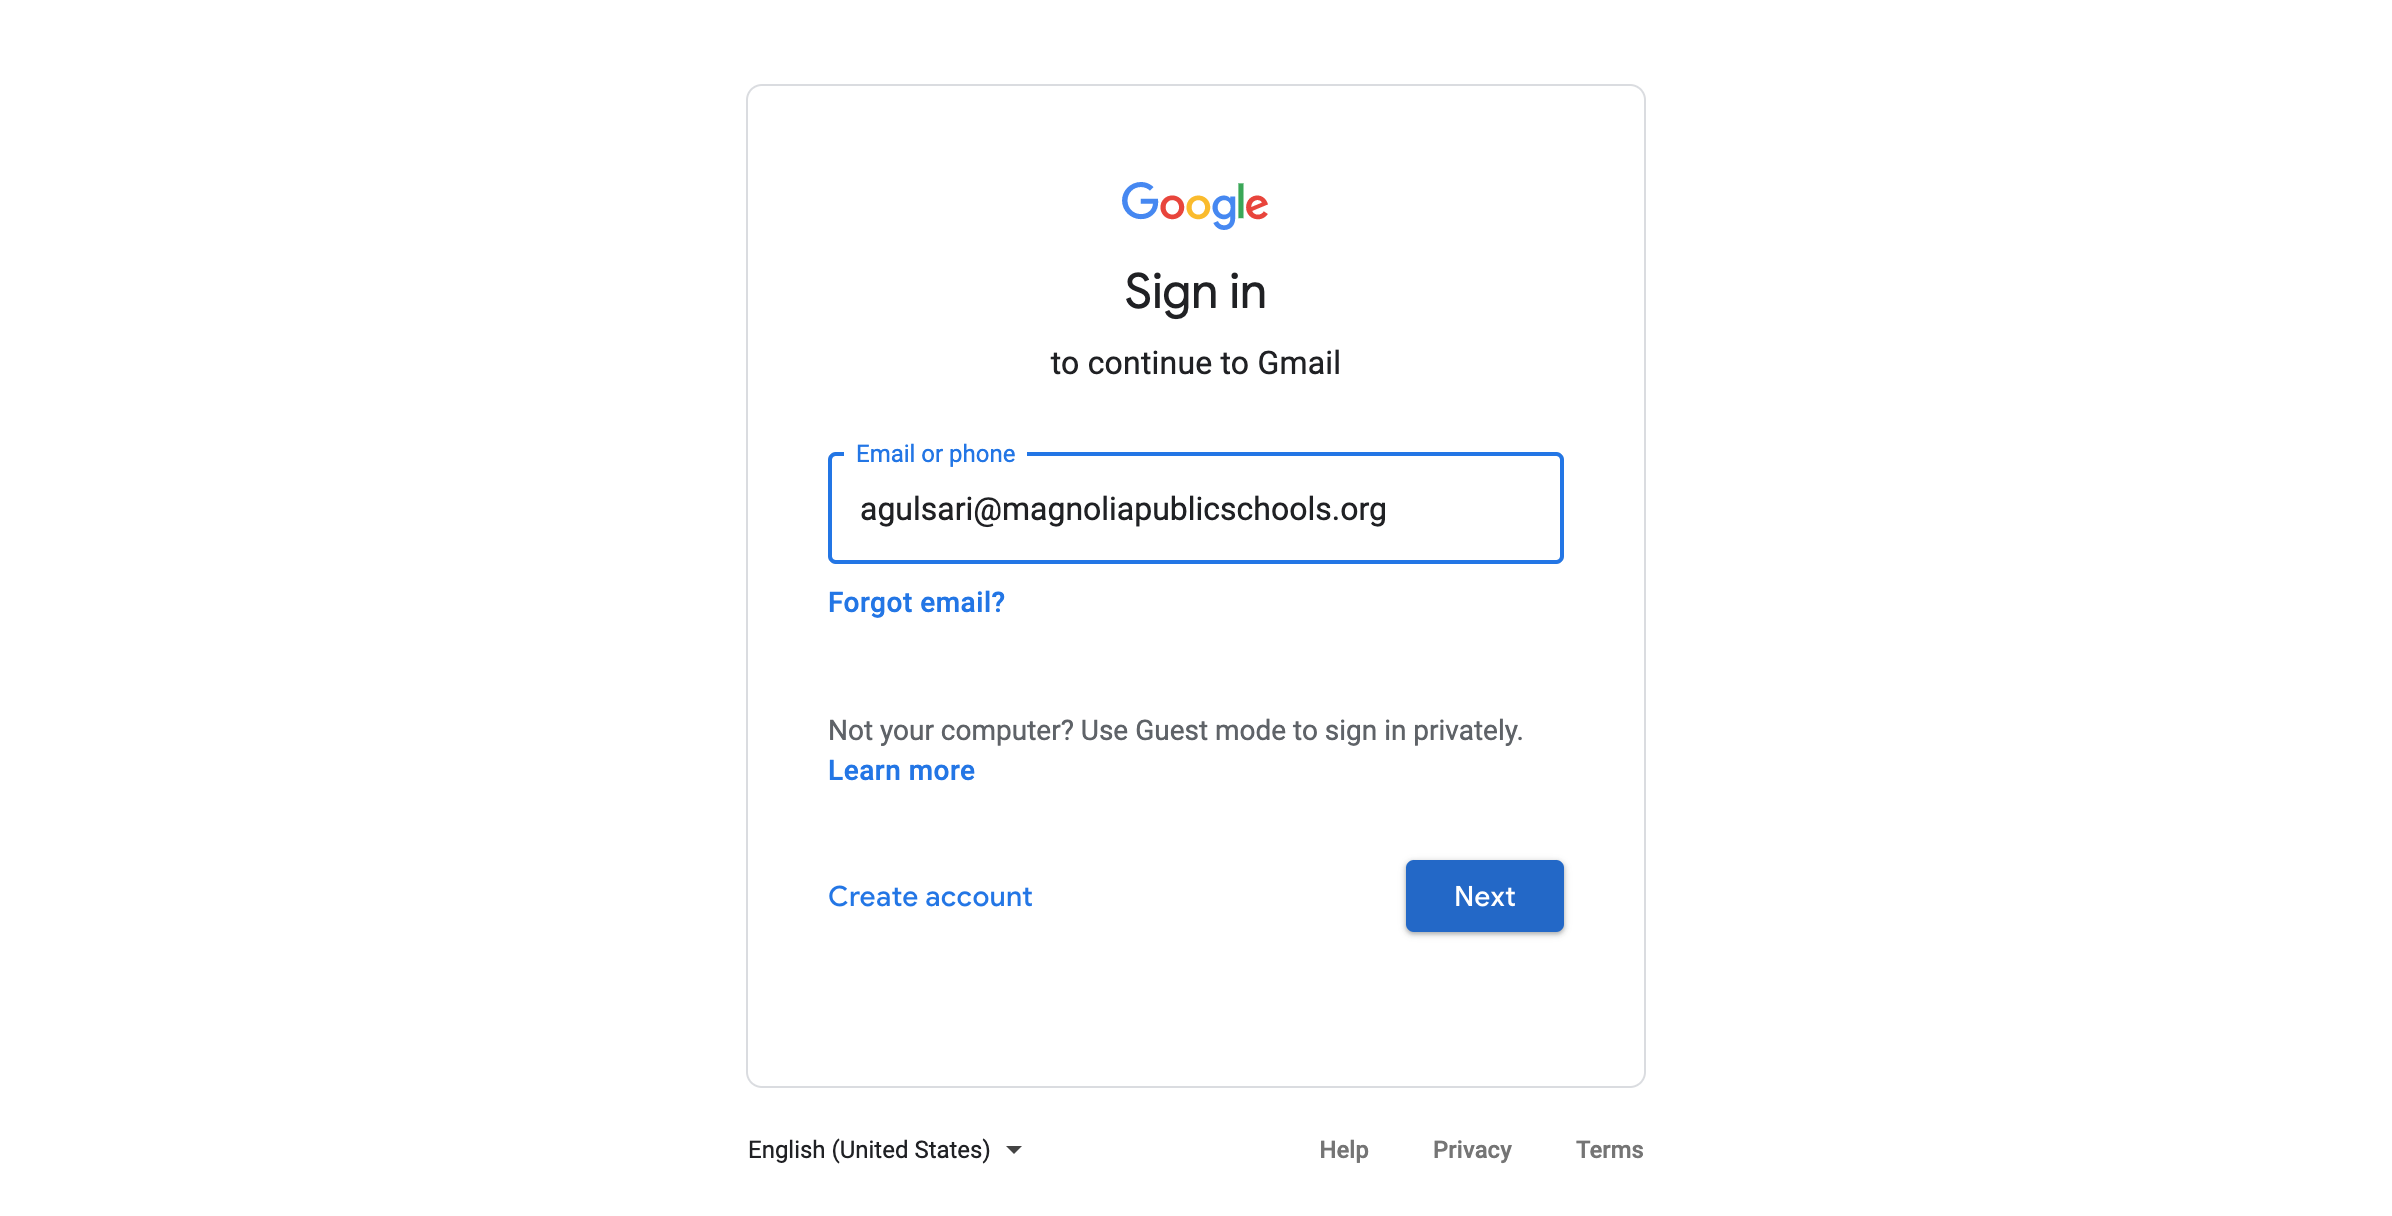 Google
Sign in
to continue to Gmail
Email or phone
agulsari@magnoliapublicschools.org
Forgot email?
Not your computer? Use Guest mode to sign in privately.
Learn more
Create account
Next
English (United States)
Help
Privacy
Terms